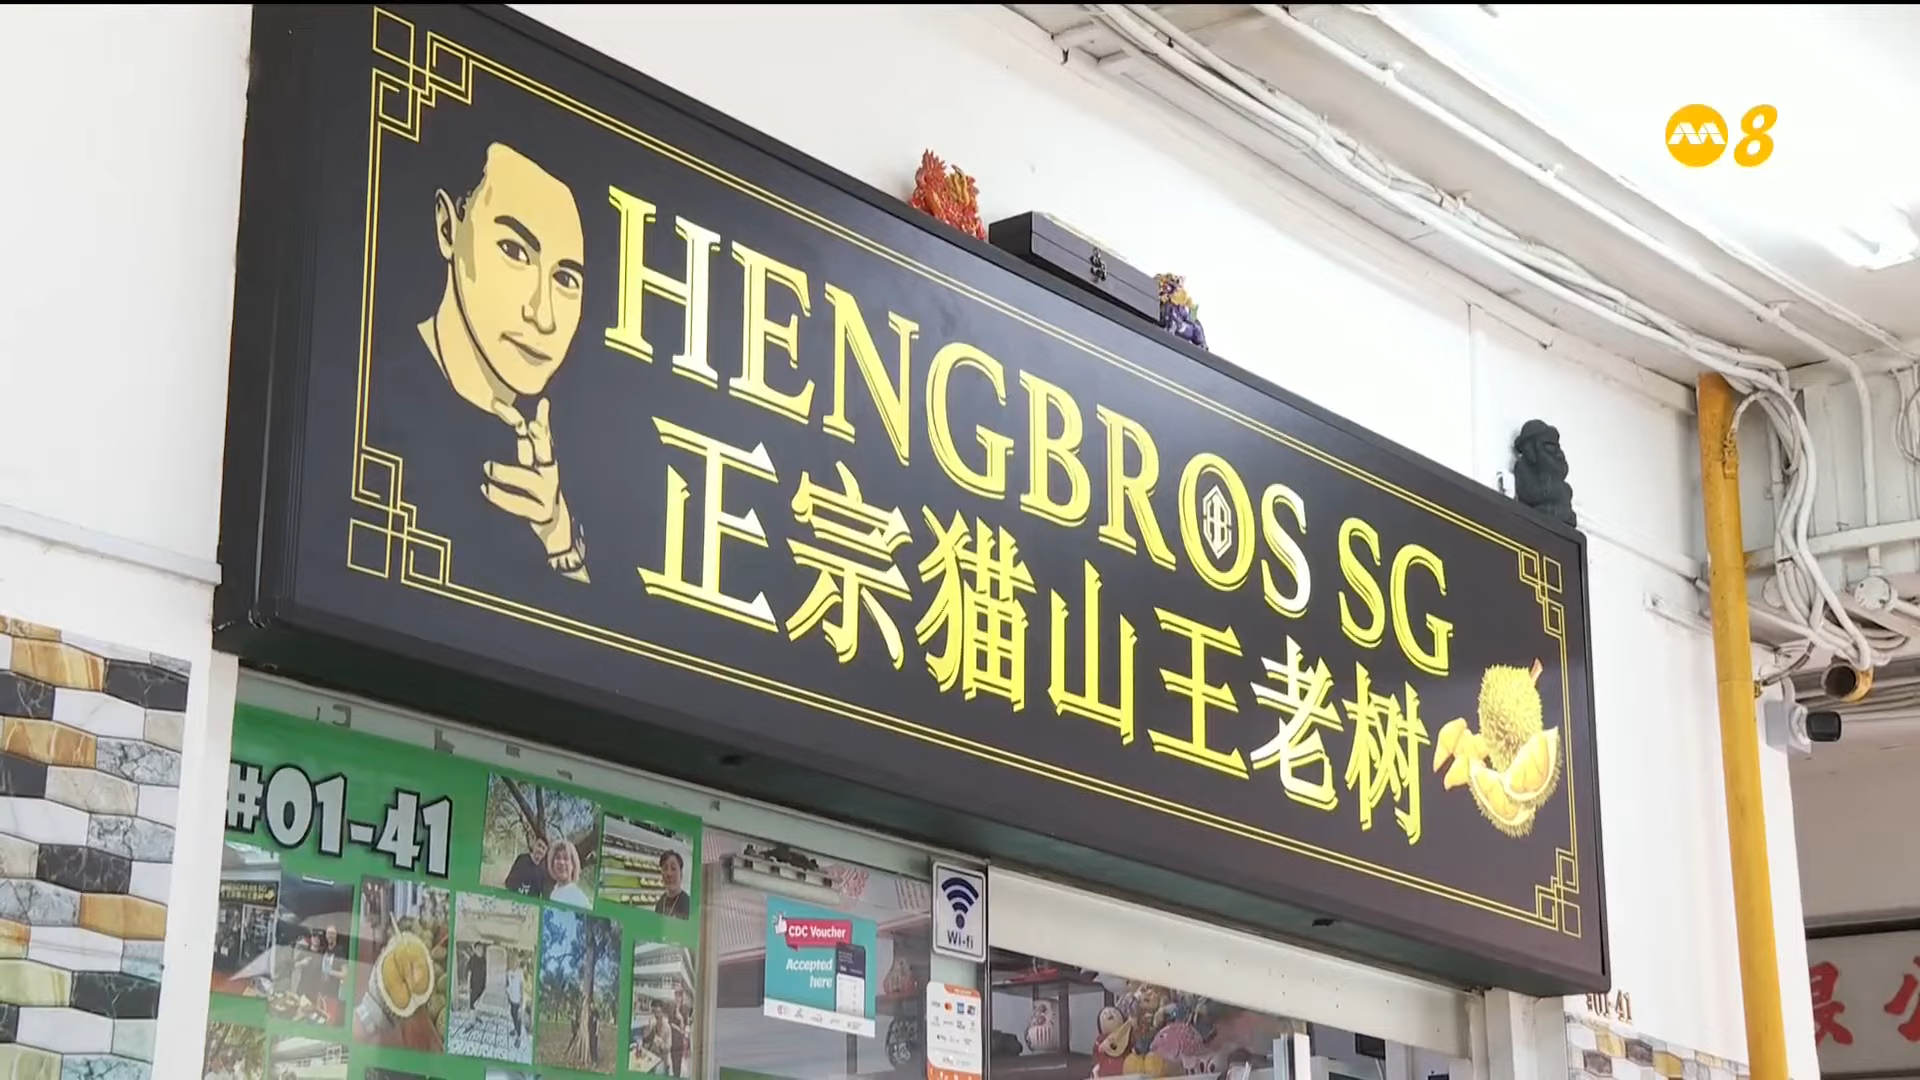 8
HENGBROS SG
正宗猫山王老树
#01-41
CDC Voucher
Accepted
here
Wi-fi
#01-41